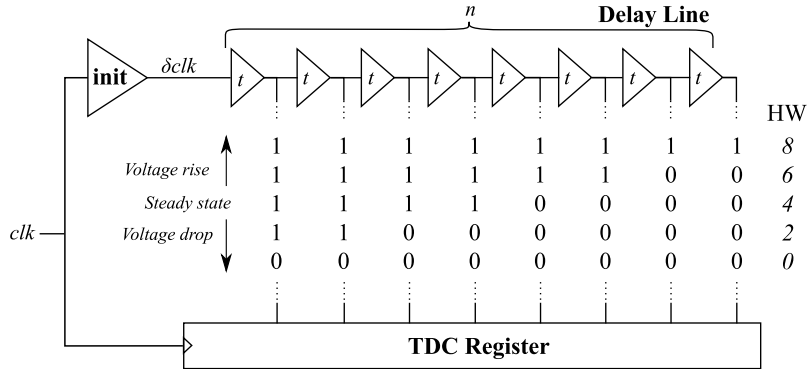 n
Delay Line
init
δclk
t t t t t t t t
HW
1 1 1 1 1 1 1 1 8
Voltage rise
1 1 1 1 1 1 0 0 6
Steady state
1 1 1 1 0 0 0 0 4
clk
Voltage drop
1 1 0 0 0 0 0 0 2
0 0 0 0 0 0 0 0 0
TDC Register